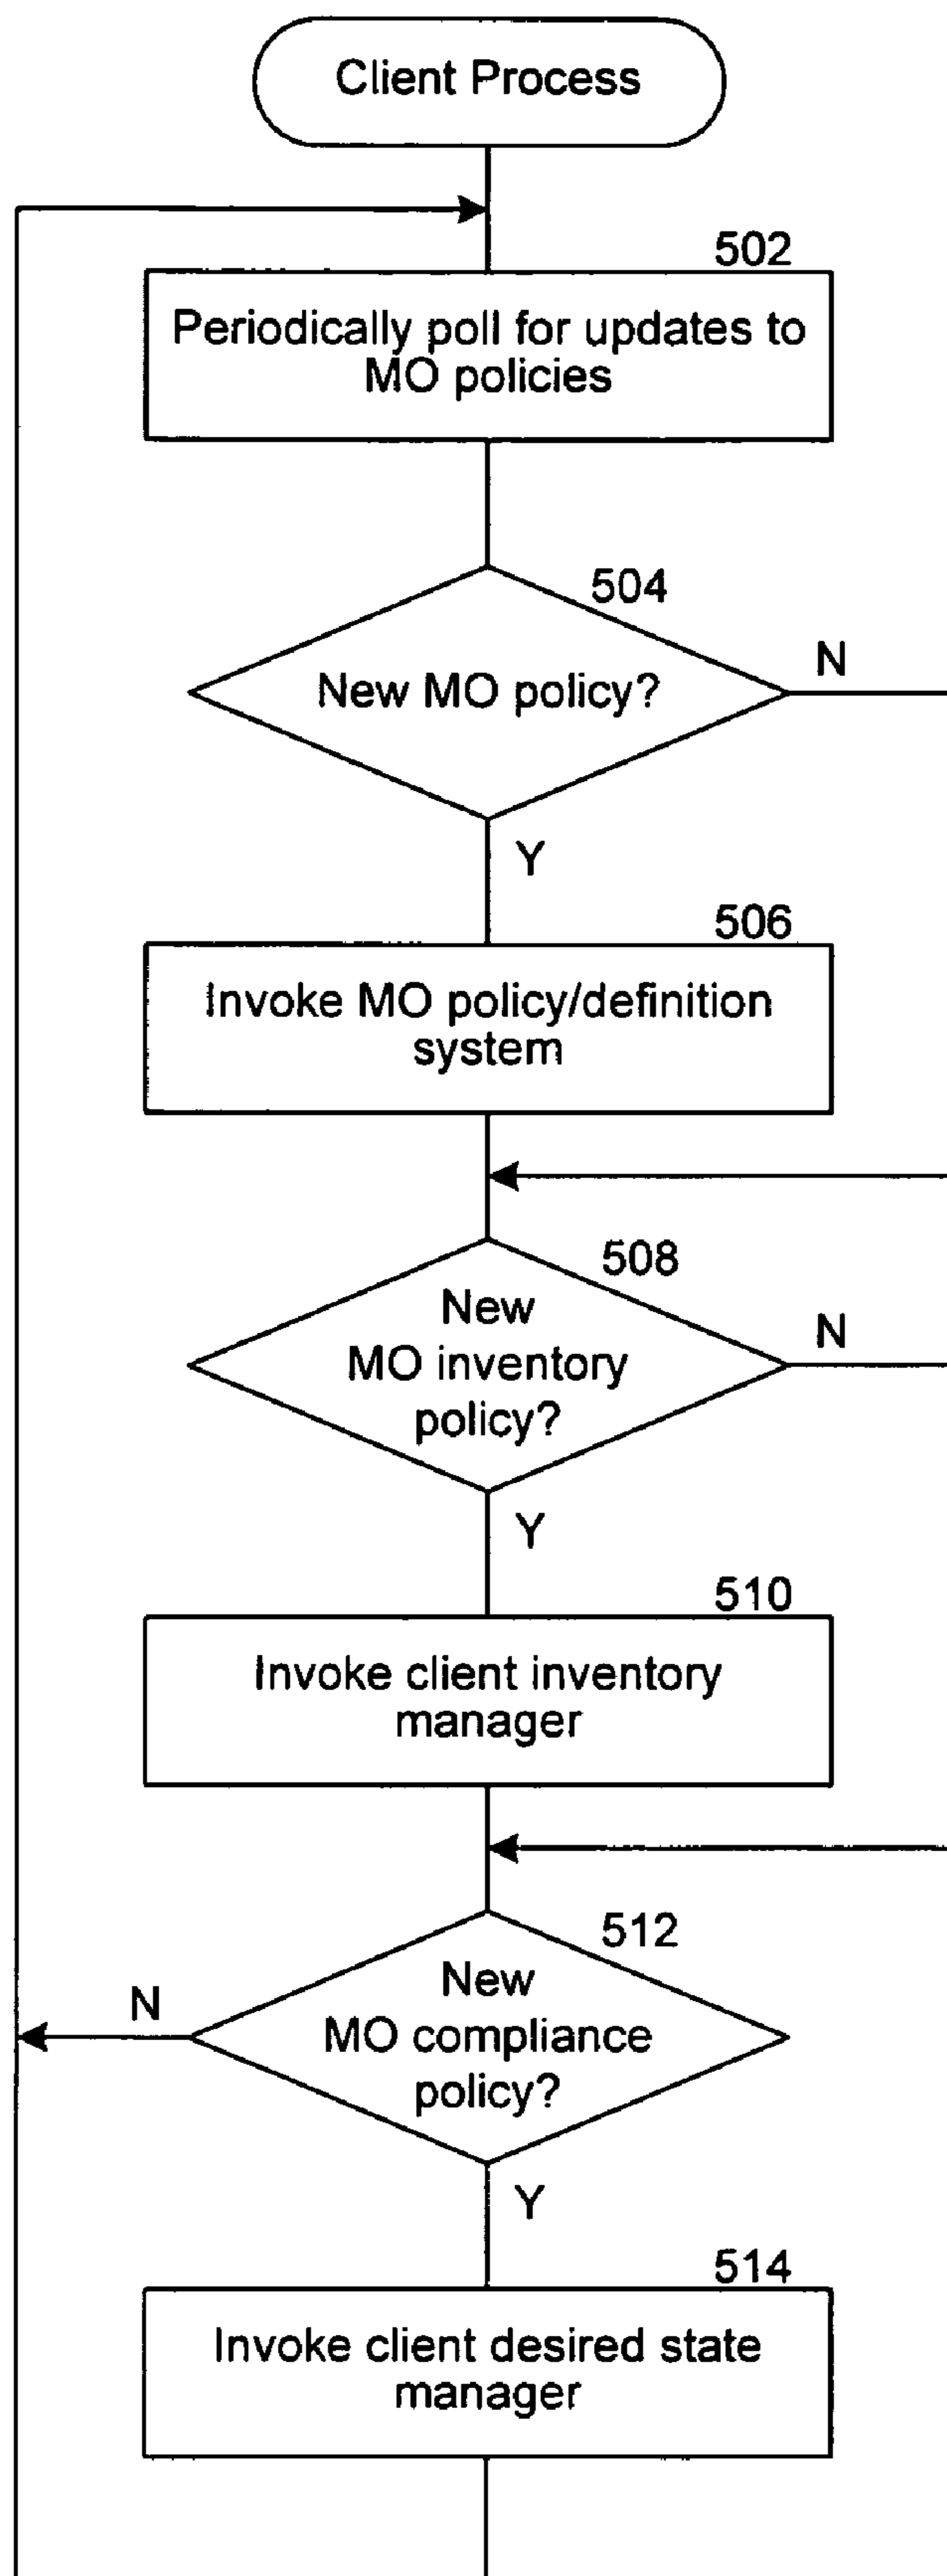 Client Process
502
Periodically poll for updates to
MO policies
504
New MO policy?
N
Y
506
Invoke MO policy/definition
system
508
New
MO inventory
policy?
N
Y
510
Invoke client inventory
manager
512
New
MO compliance
policy?
N
Y
514
Invoke client desired state
manager